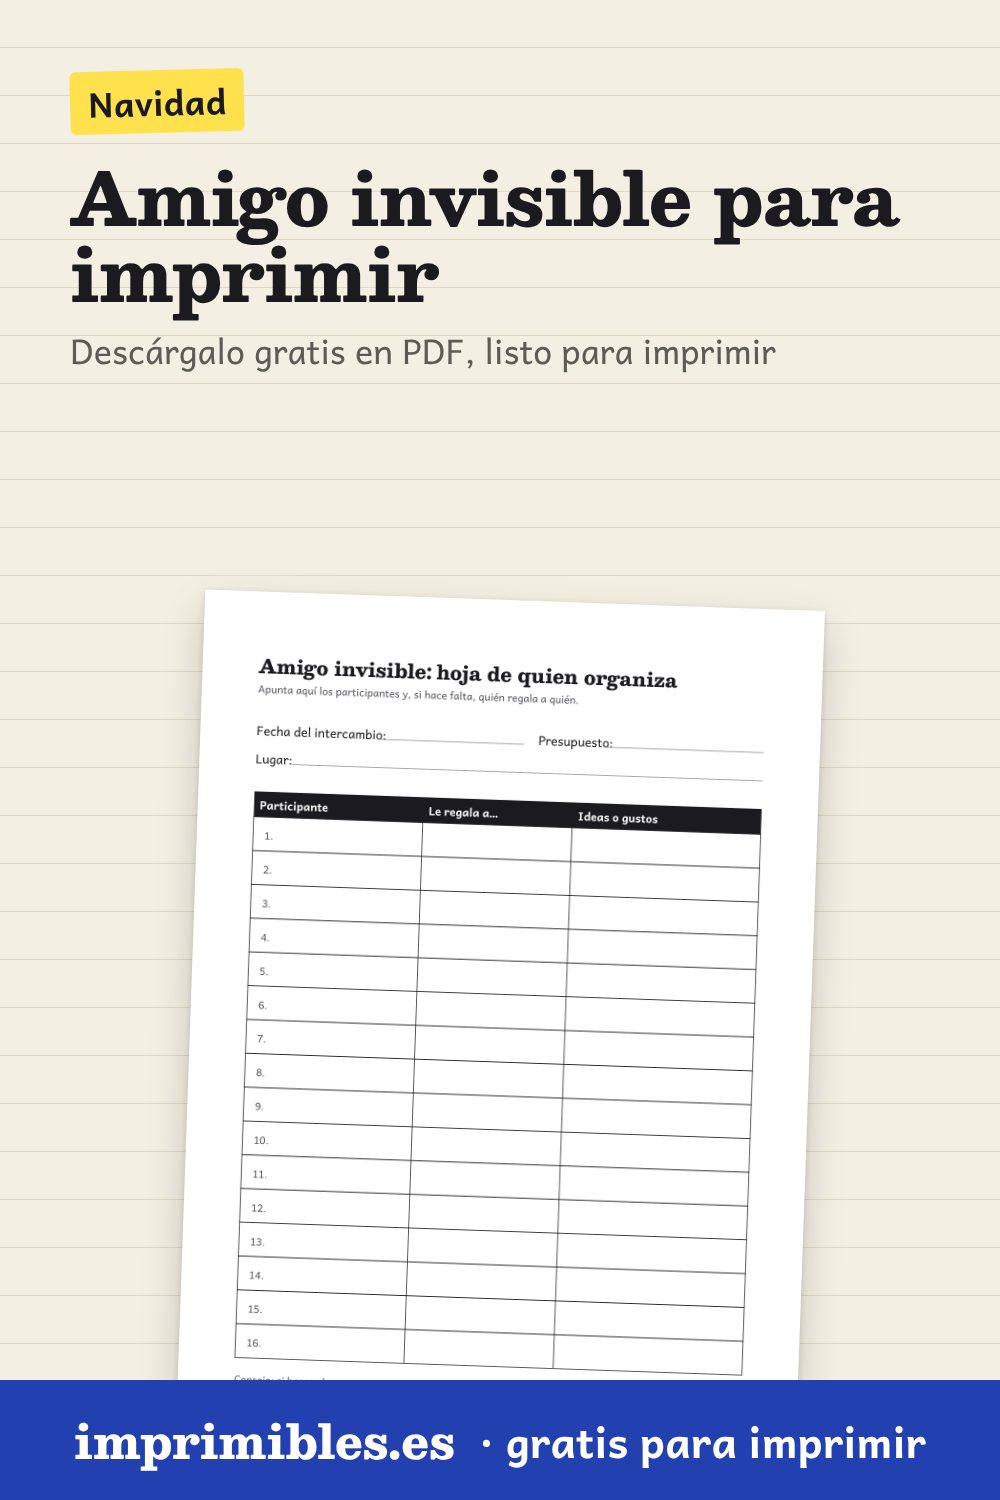 Navidad
Amigo invisible para
imprimir
Descárgalo gratis en PDF, listo para imprimir
Amigo invisible: hoja de quien organiza
Apunta aquí los participantes y, si hace falta, quién regala a quién.
Fecha del intercambio: Presupuesto:
Lugar:
Participante Le regala a... Ideas o gustos
1.
2.
3.
4.
5.
6.
7.
8.
9.
10.
11.
12.
13.
14.
15.
16.
imprimibles.es · gratis para imprimir